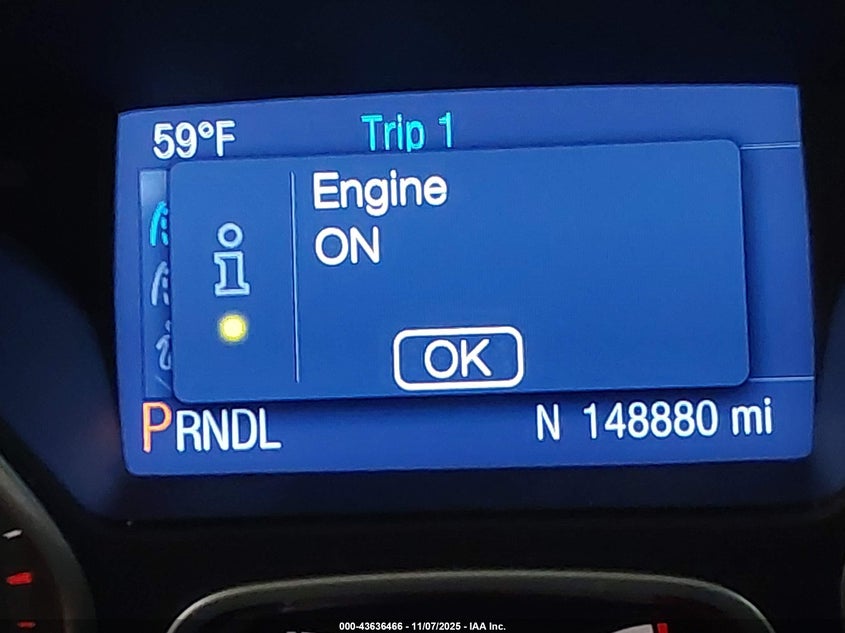 59°F Trip 1
Engine
ON
OK
PRNDL N 148880 mi
000-43636466 - 11/07/2025 - IAA Inc.